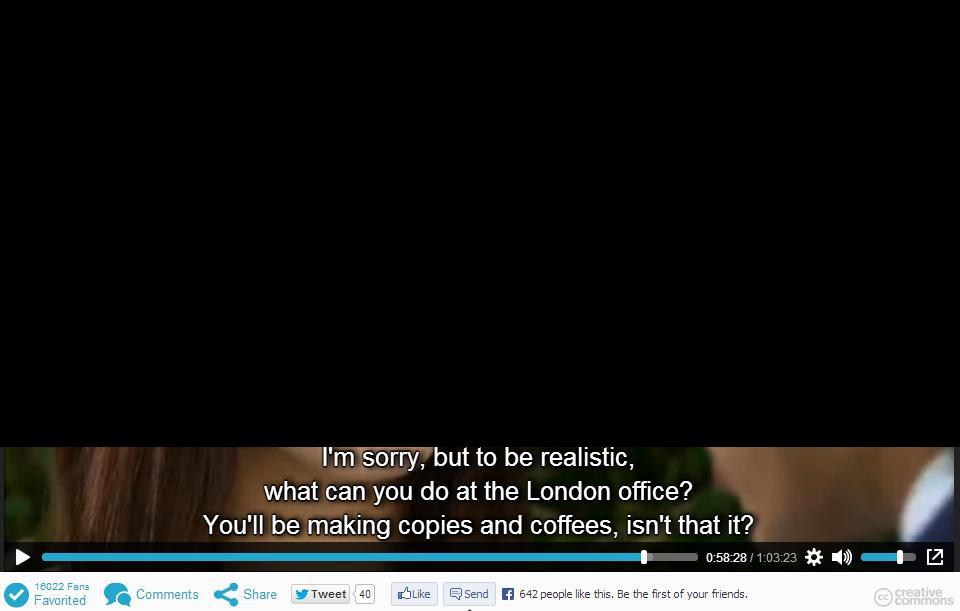 I'm sorry, but to be realistic,
what can you do at the London office?
You'll be making copies and coffees, isn't that it?
0:58:28 / 1:03:23
16022 Fans
Favorited
Comments
Share
Tweet
40
Like
Send
642 people like this. Be the first of your friends.
cc creative
commons